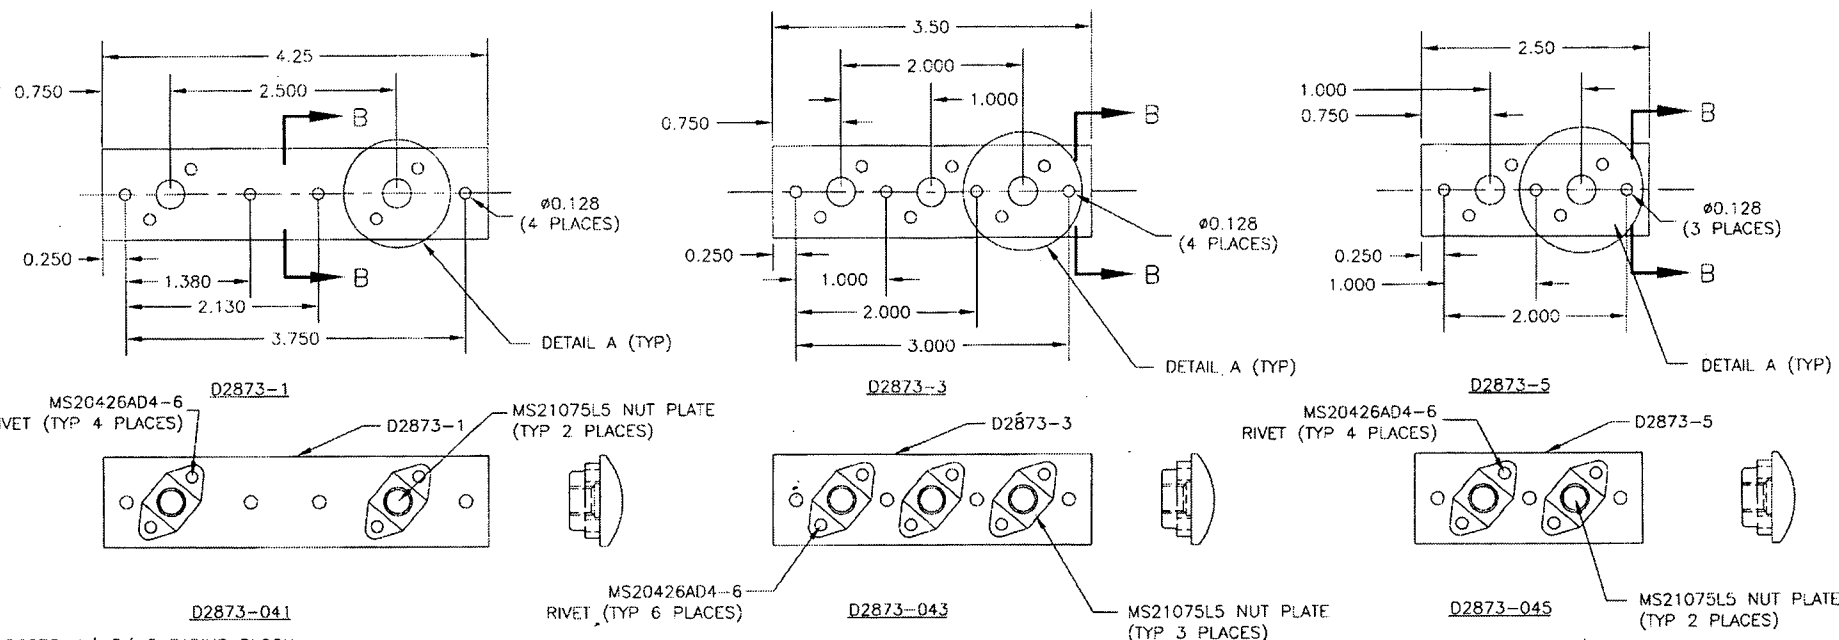 4.25
0.750
2.500
B
ø0.128
(4 PLACES)
0.250
B
1.380
2.130
3.750
DETAIL A (TYP)
D2873-1
3.50
2.000
1.000
0.750
B
ø0.128
(4 PLACES)
0.250
B
1.000
2.000
3.000
DETAIL A (TYP)
D2873-3
2.50
1.000
0.750
B
ø0.128
(3 PLACES)
0.250
B
1.000
2.000
DETAIL A (TYP)
D2873-5
MS20426AD4-6
(TYP 4 PLACES)
D2873-1
MS21075L5 NUT PLATE
(TYP 2 PLACES)
D2873-041
D2873-3
MS20426AD4-6
RIVET (TYP 6 PLACES)
D2873-043
MS21075L5 NUT PLATE
(TYP 3 PLACES)
MS20426AD4-6
RIVET (TYP 4 PLACES)
D2873-5
D2873-045
MS21075L5 NUT PLATE
(TYP 2 PLACES)